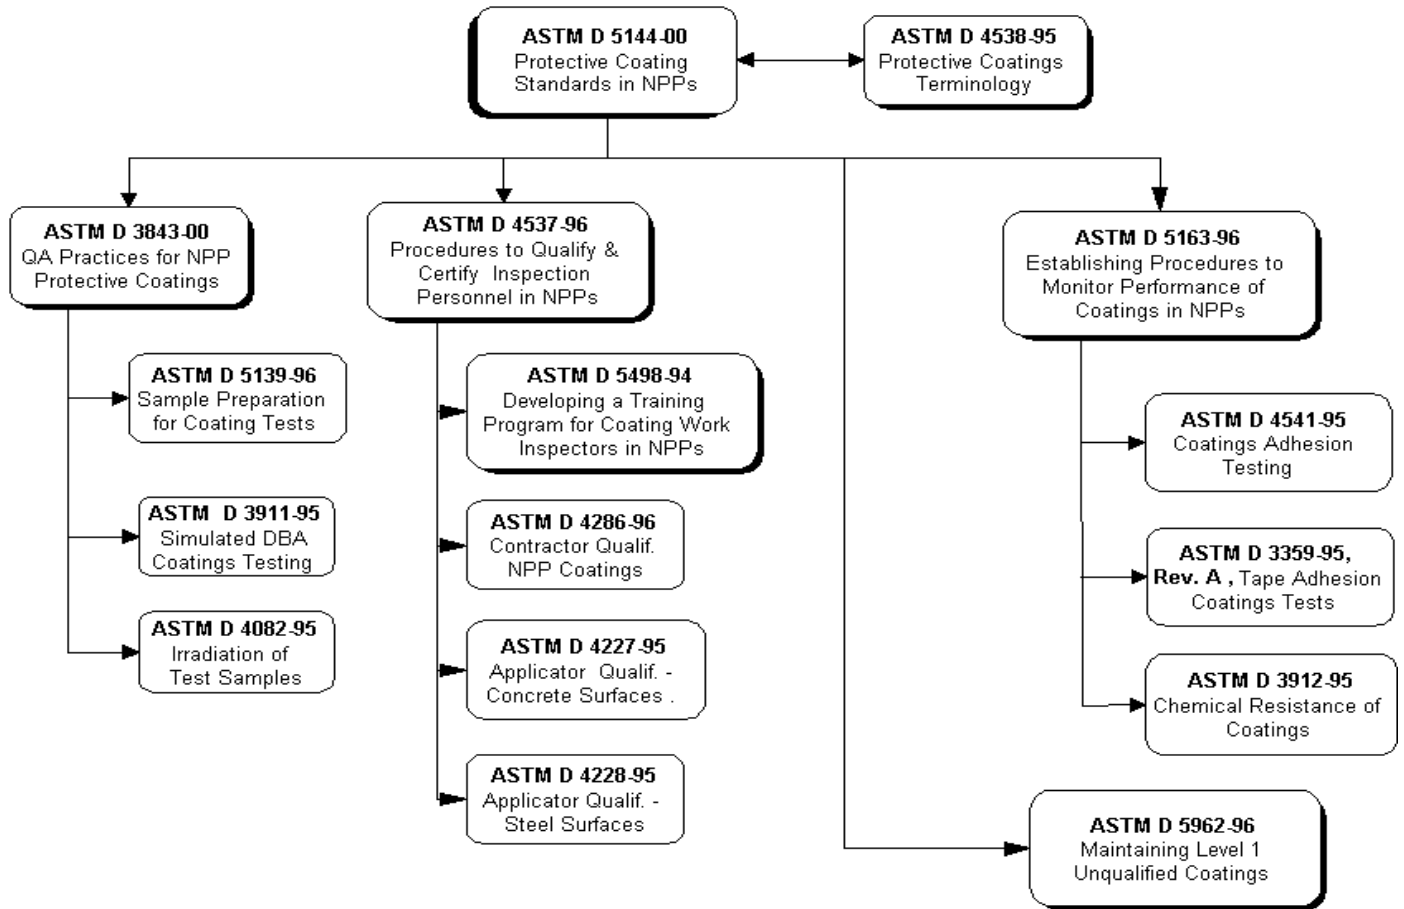 ASTM D 5144-00
Protective Coating
Standards in NPPs
ASTM D 4538-95
Protective Coatings
Terminology
ASTM D 3843-00
QA Practices for NPP
Protective Coatings
ASTM D 5139-96
Sample Preparation
for Coating Tests
ASTM D 3911-95
Simulated DBA
Coatings Testing
ASTM D 4082-95
Irradiation of
Test Samples
ASTM D 4537-96
Procedures to Qualify &
Certify Inspection
Personnel in NPPs
ASTM D 5498-94
Developing a Training
Program for Coating Work
Inspectors in NPPs
ASTM D 4286-96
Contractor Qualif.
NPP Coatings
ASTM D 4227-95
Applicator Qualif. -
Concrete Surfaces .
ASTM D 4228-95
Applicator Qualif. -
Steel Surfaces
ASTM D 5163-96
Establishing Procedures to
Monitor Performance of
Coatings in NPPs
ASTM D 4541-95
Coatings Adhesion
Testing
ASTM D 3359-95,
Rev. A , Tape Adhesion
Coatings Tests
ASTM D 3912-95
Chemical Resistance of
Coatings
ASTM D 5962-96
Maintaining Level 1
Unqualified Coatings